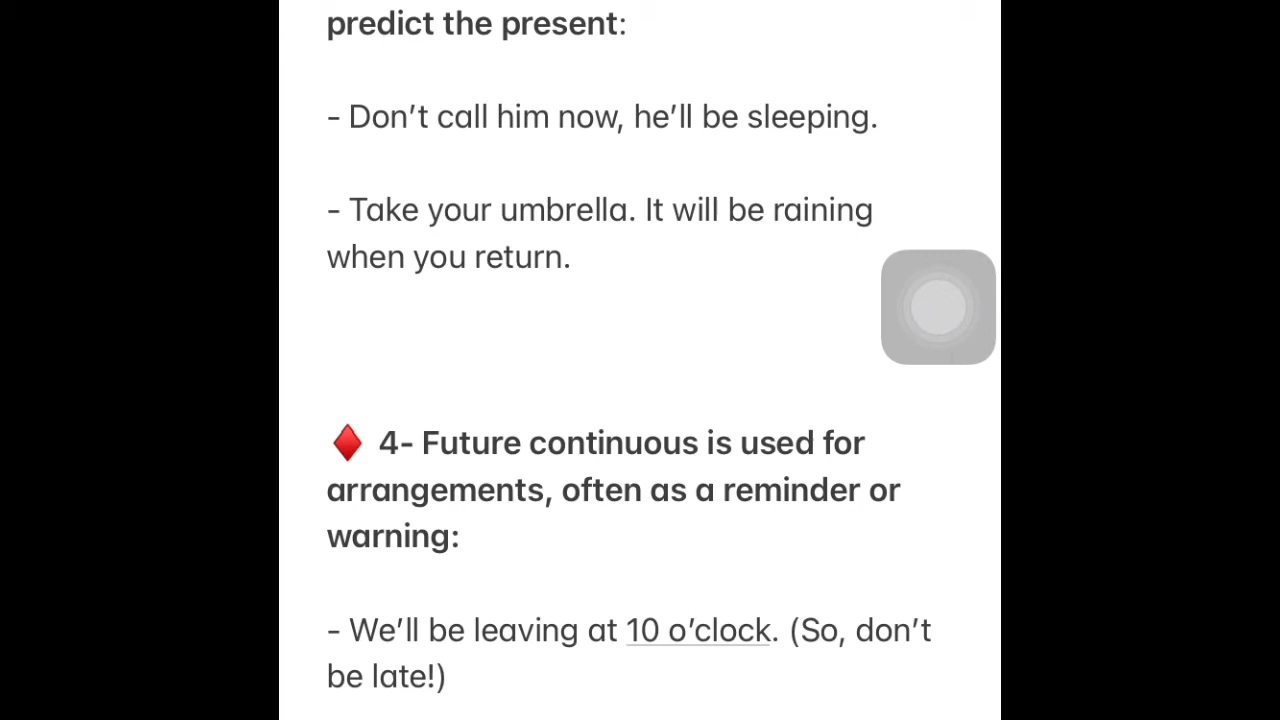 predict the present:
- Don’t call him now, he’ll be sleeping.
- Take your umbrella. It will be raining
when you return.
♦️ 4- Future continuous is used for
arrangements, often as a reminder or
warning:
- We’ll be leaving at 10 o’clock. (So, don’t
be late!)